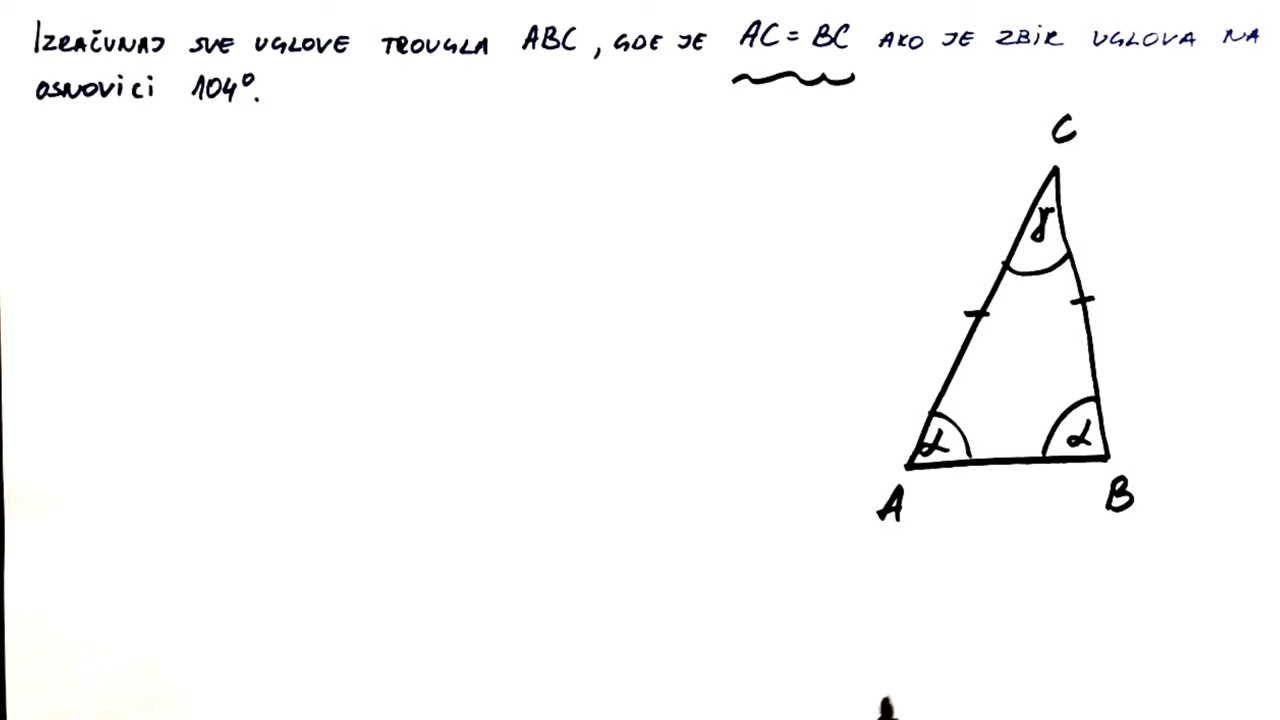 IZRAČUNAJ SVE UGLOVE TROUGLA ABC, GDE JE AC = BC AKO JE ZBIR UGLOVA NA
OSNOVICI 104°.
C
γ
α
α
A
B